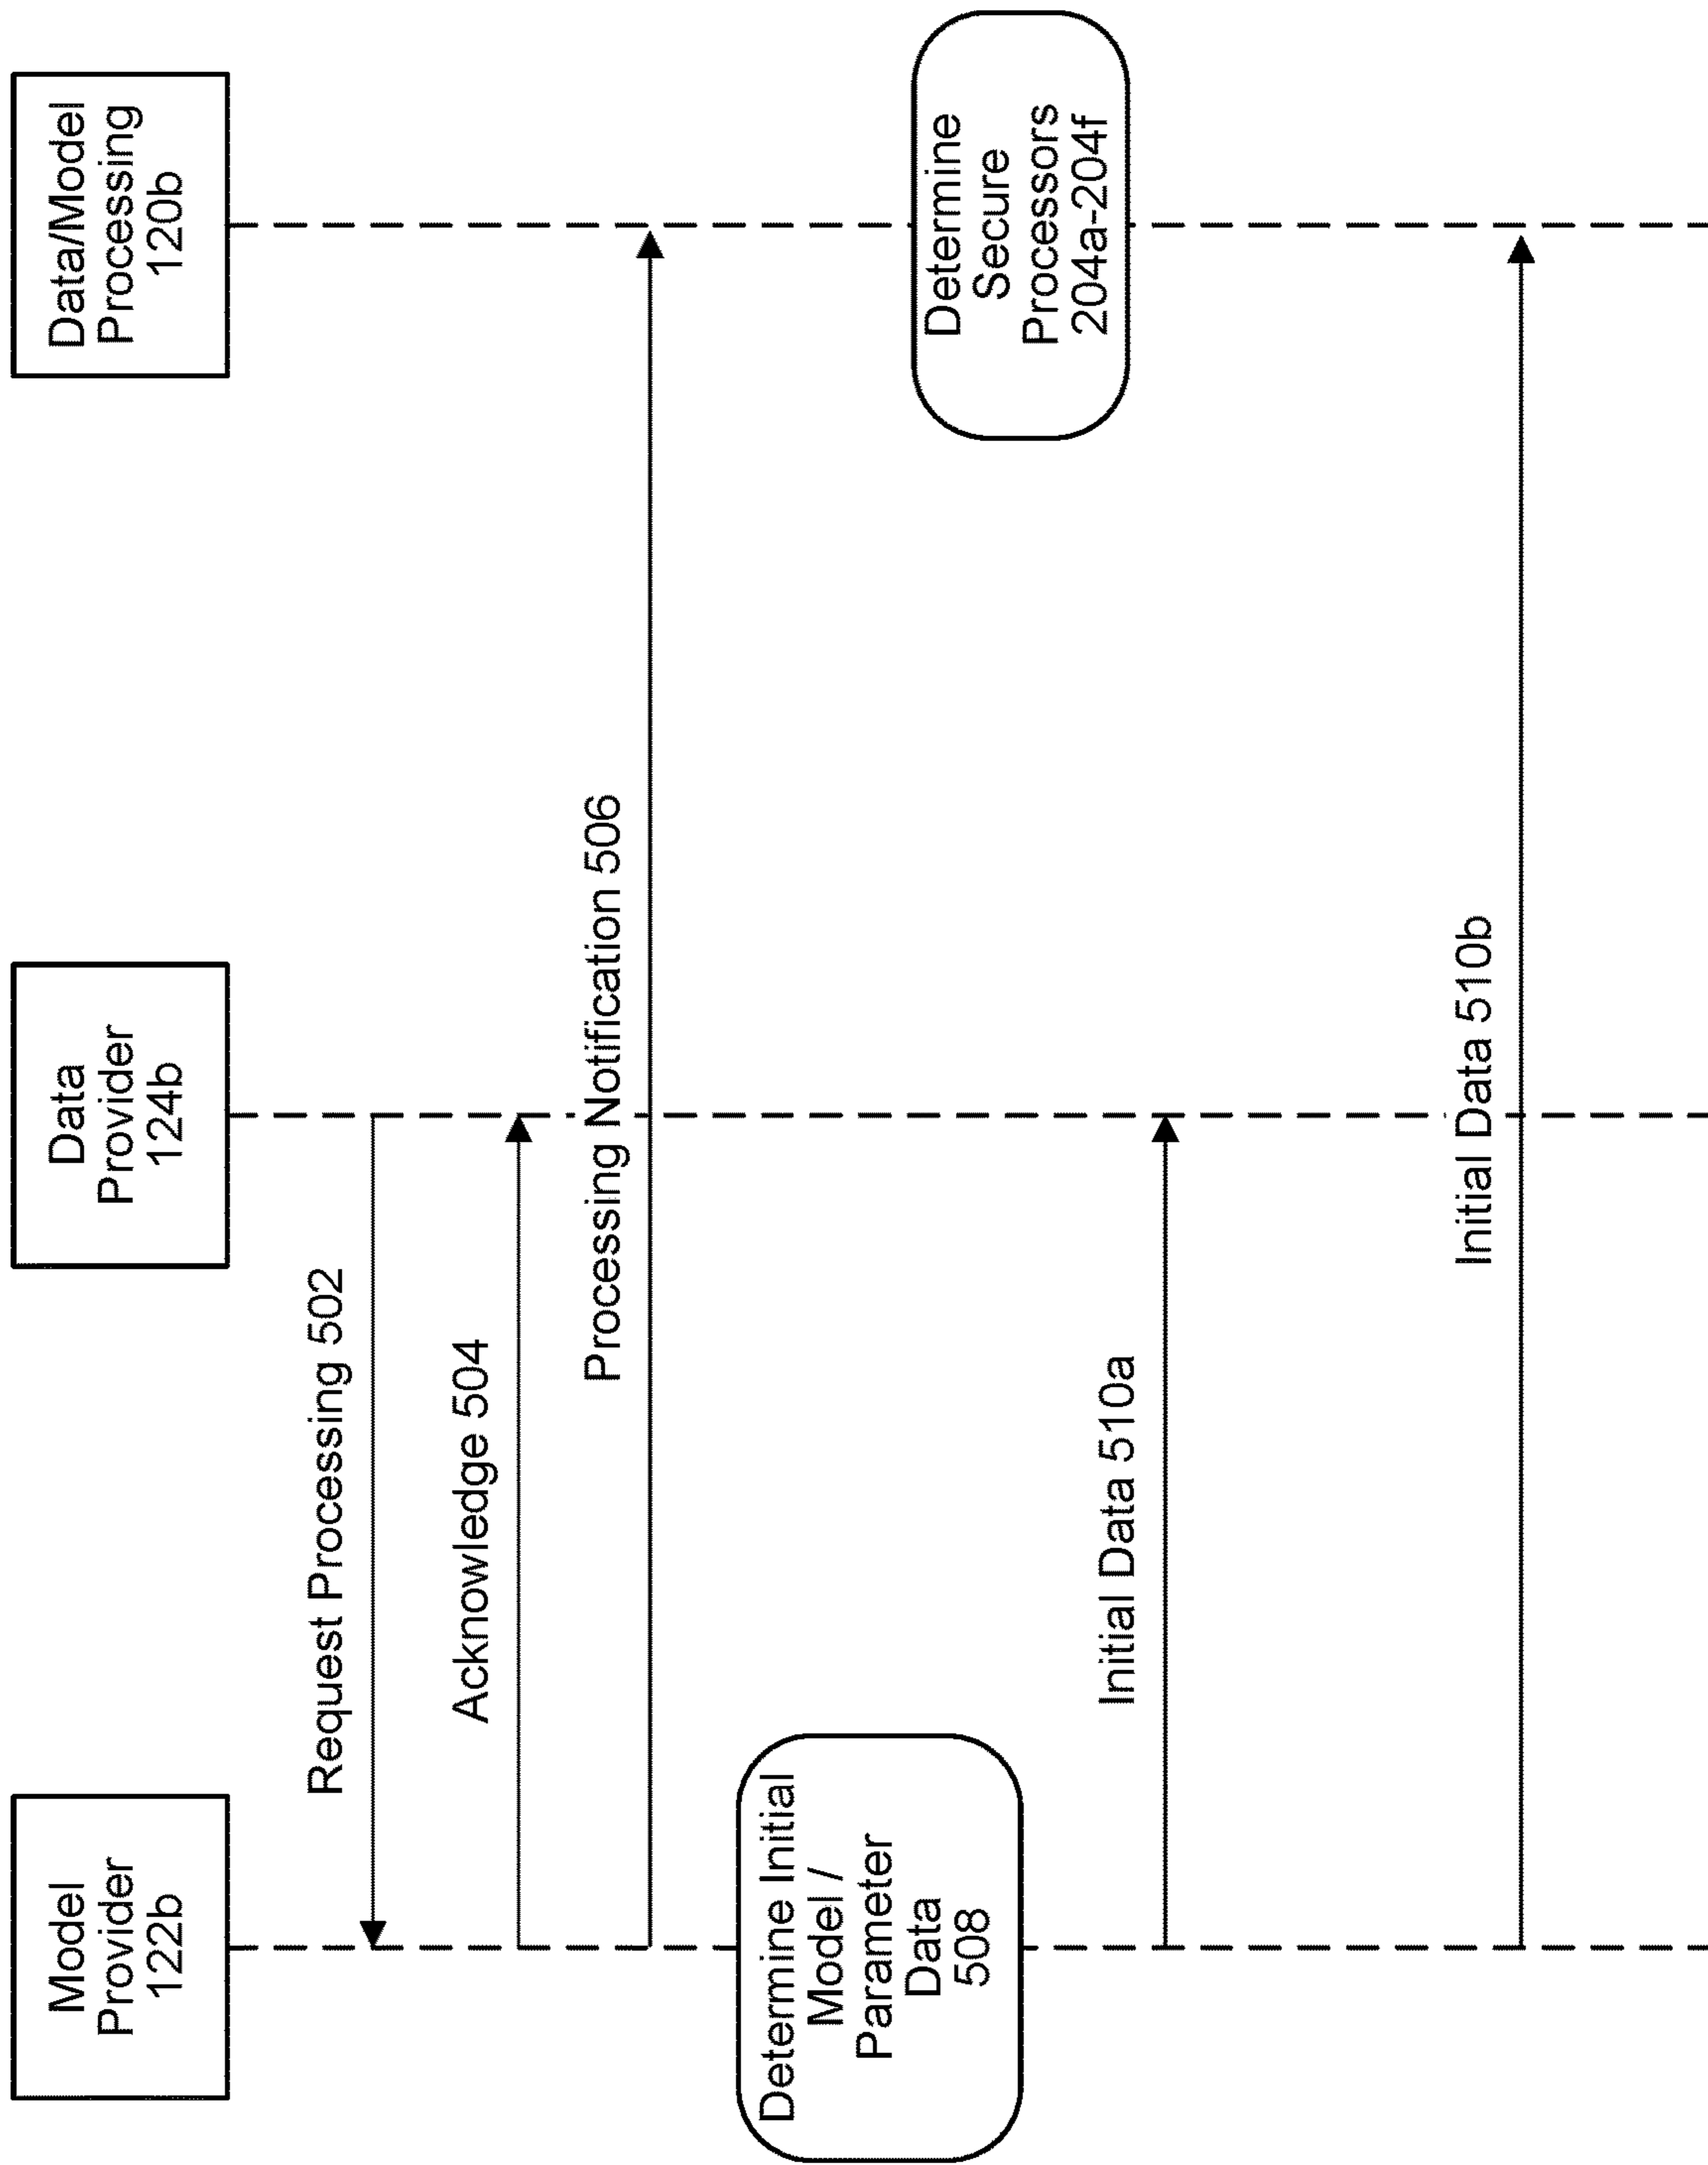 Model
Provider
122b
Data
Provider
124b
Data/Model
Processing
120b
Request Processing 502
Acknowledge 504
Processing Notification 506
Determine Initial
Model /
Parameter
Data
508
Determine
Secure
Processors
204a-204f
Initial Data 510a
Initial Data 510b